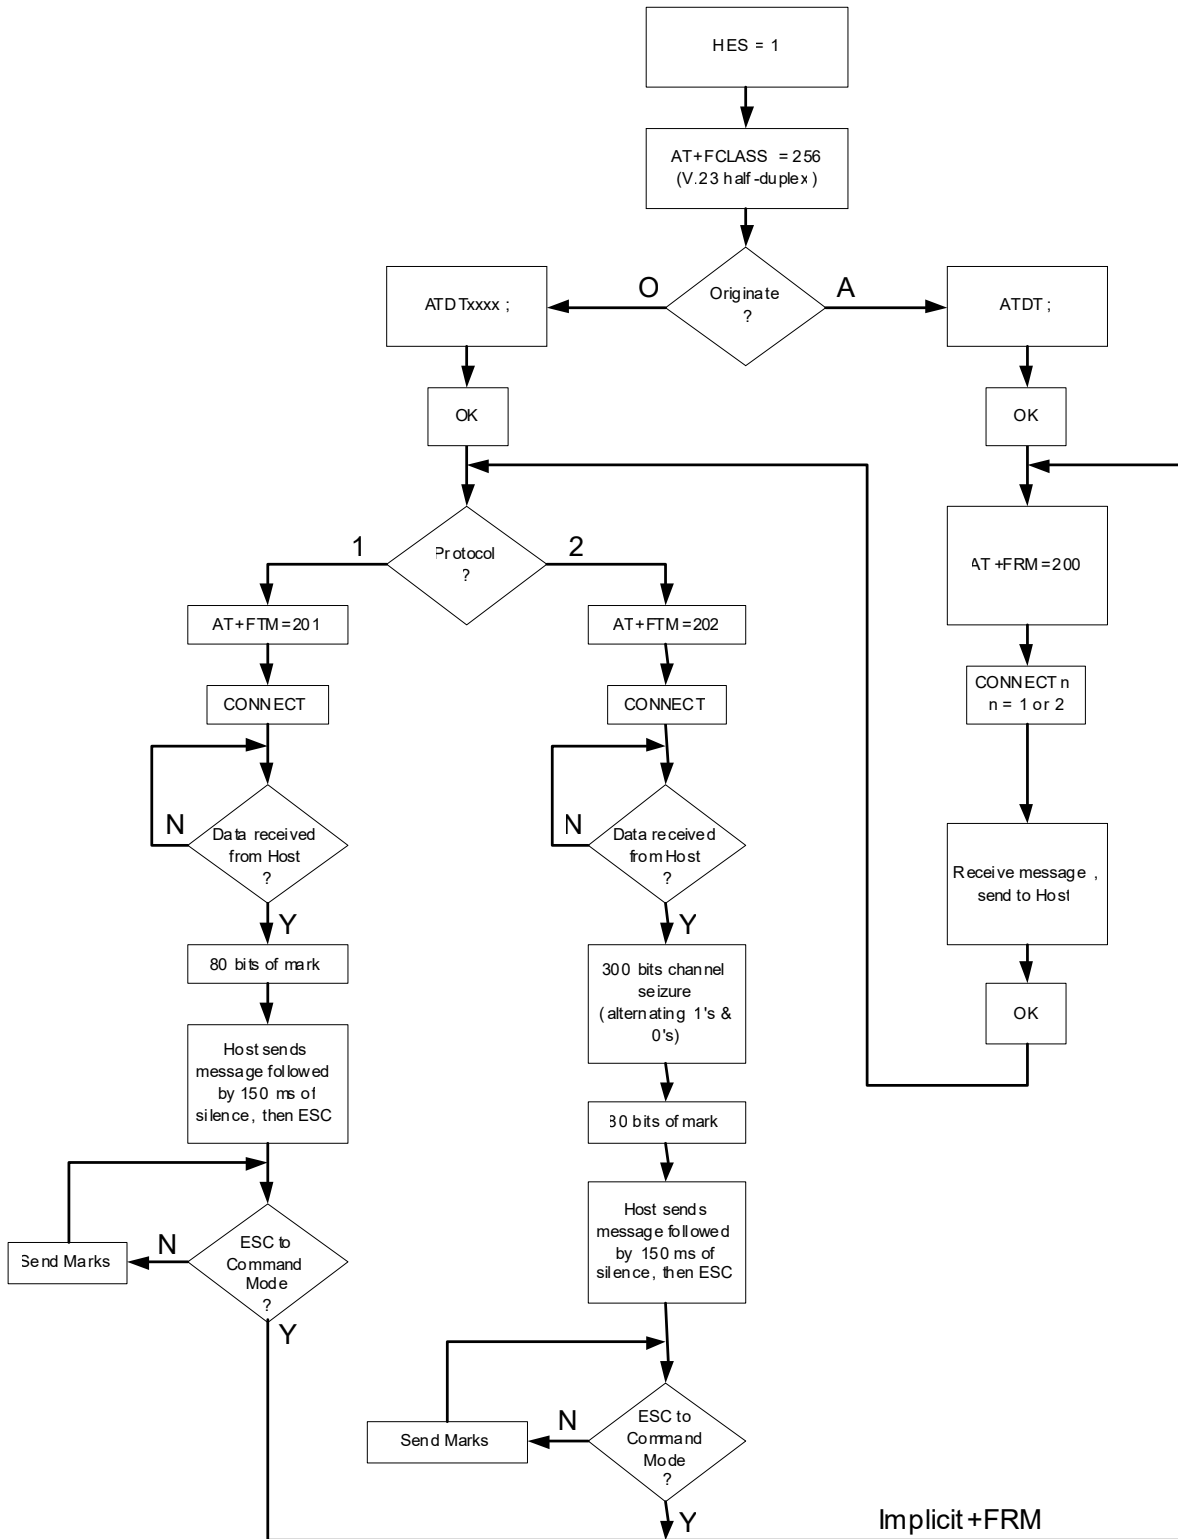 HES = 1
AT+FCLASS = 256
(V.23 half-duplex)
Originate
?
O
A
ATDTxxxx ;
ATDT ;
OK
OK
Protocol
?
1
2
AT+FTM=201
AT+FTM=202
AT+FRM=200
CONNECT
CONNECT
CONNECT n
n = 1 or 2
Data received
from Host
?
N
Y
Data received
from Host
?
N
Y
Receive message ,
send to Host
80 bits of mark
300 bits channel
seizure
(alternating 1's &
0's)
OK
Host sends
message followed
by 150 ms of
silence, then ESC
80 bits of mark
Host sends
message followed
by 150 ms of
silence, then ESC
Send Marks
N
ESC to
Command
Mode
?
Y
Send Marks
N
ESC to
Command
Mode
?
Y
Implicit +FRM